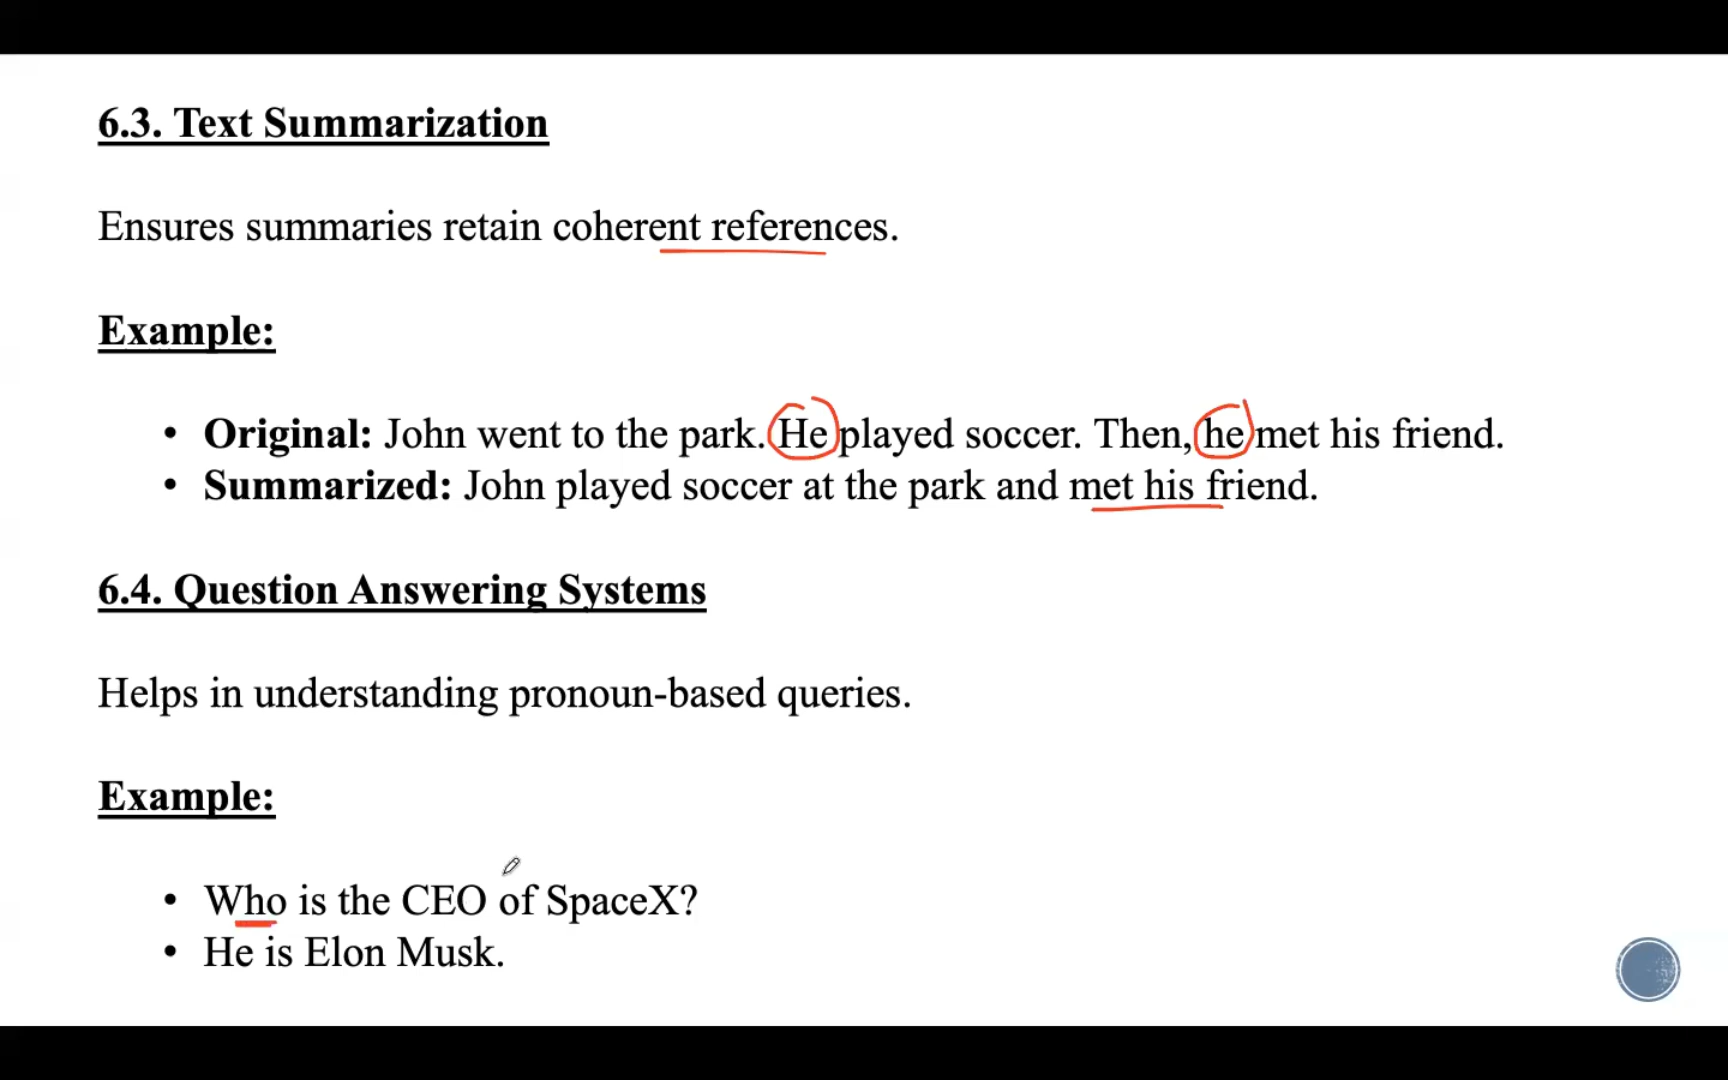 6.3. Text Summarization
Ensures summaries retain coherent references.
Example:
• Original: John went to the park. He played soccer. Then, he met his friend.
• Summarized: John played soccer at the park and met his friend.
6.4. Question Answering Systems
Helps in understanding pronoun-based queries.
Example:
• Who is the CEO of SpaceX?
• He is Elon Musk.